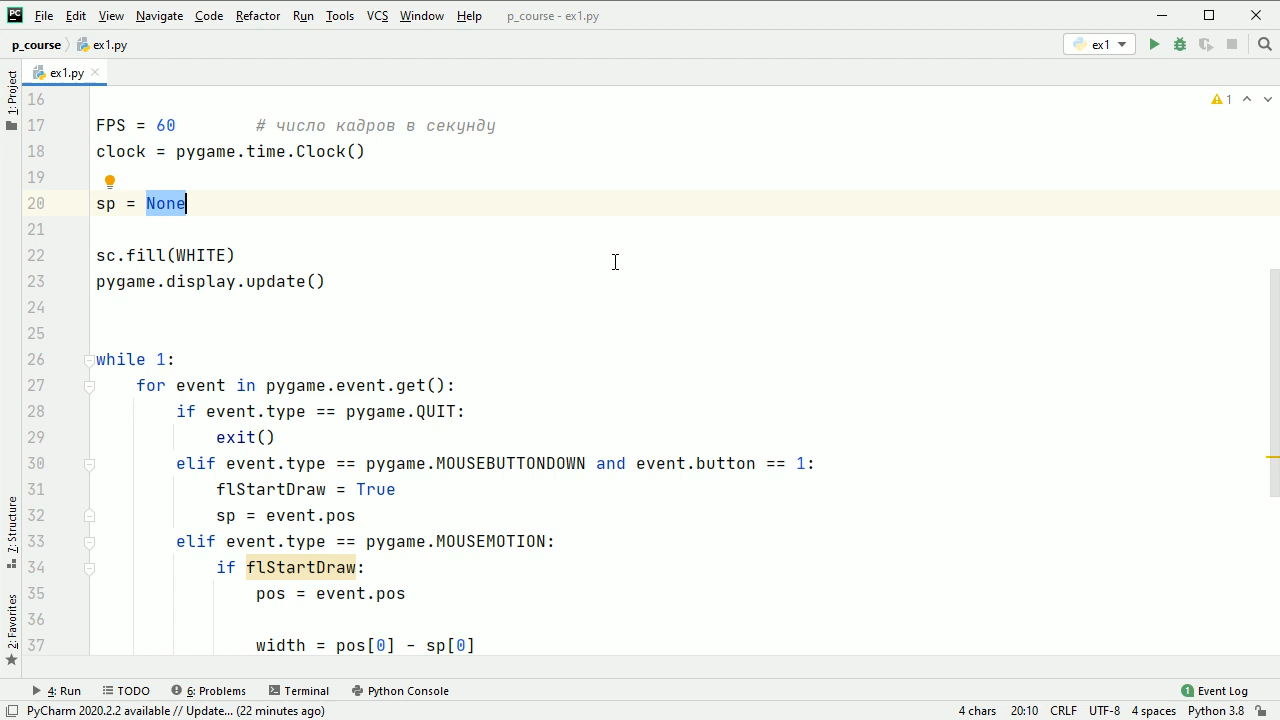 PC File Edit View Navigate Code Refactor Run Tools VCS Window Help p_course - ex1.py
p_course ex1.py ex1
ex1.py
1: Project
7: Structure
2: Favorites
1
16
17 FPS = 60 # число кадров в секунду
18 clock = pygame.time.Clock()
19
20 sp = None
21
22 sc.fill(WHITE)
23 pygame.display.update()
24
25
26 while 1:
27 for event in pygame.event.get():
28 if event.type == pygame.QUIT:
29 exit()
30 elif event.type == pygame.MOUSEBUTTONDOWN and event.button == 1:
31 flStartDraw = True
32 sp = event.pos
33 elif event.type == pygame.MOUSEMOTION:
34 if flStartDraw:
35 pos = event.pos
36
37 width = pos[0] - sp[0]
4: Run TODO 6: Problems Terminal Python Console 1 Event Log
PyCharm 2020.2.2 available // Update... (22 minutes ago) 4 chars 20:10 CRLF UTF-8 4 spaces Python 3.8